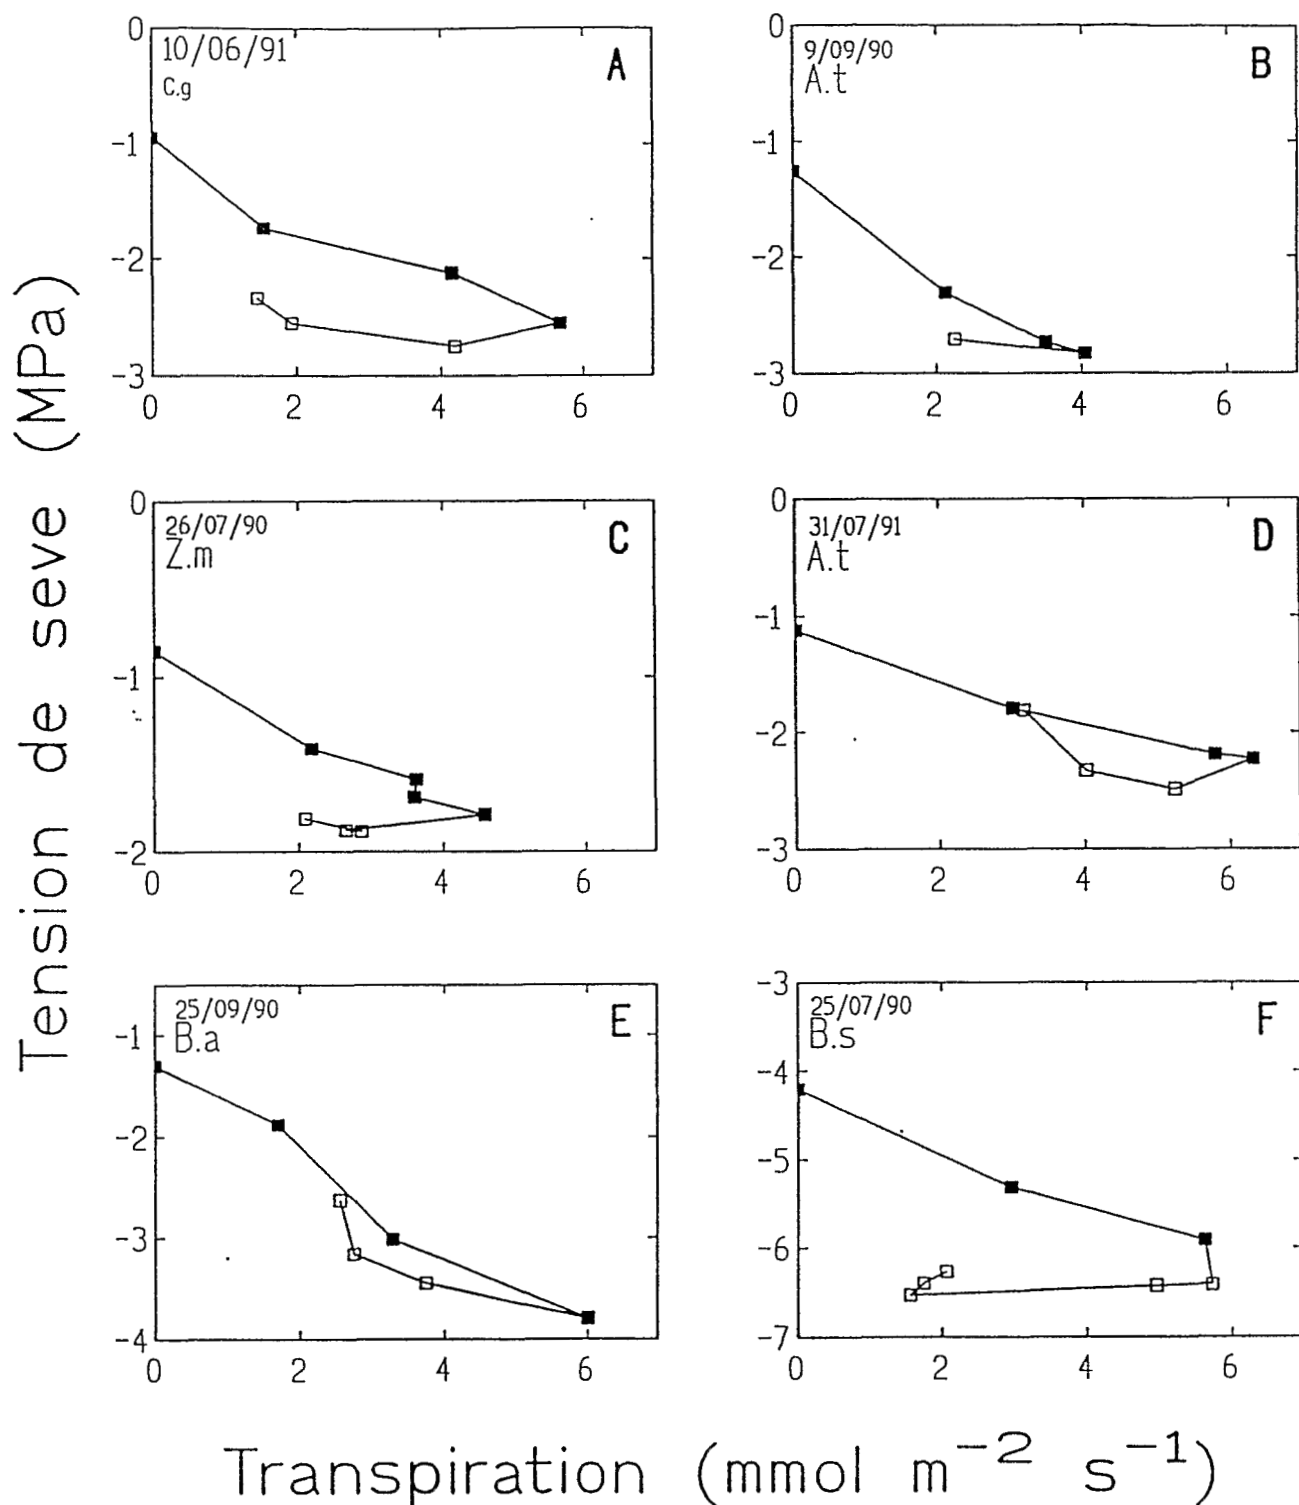 Tension de seve (MPa)
10/06/91
C.g
A
0
-1
-2
-3
0 2 4 6
9/09/90
A.t
B
0
-1
-2
-3
0 2 4 6
26/07/90
Z.m
C
0
-1
-2
0 2 4 6
31/07/91
A.t
D
0
-1
-2
-3
0 2 4 6
25/09/90
B.a
E
-1
-2
-3
-4
0 2 4 6
25/07/90
B.s
F
-3
-4
-5
-6
-7
0 2 4 6
Transpiration (mmol m⁻² s⁻¹)